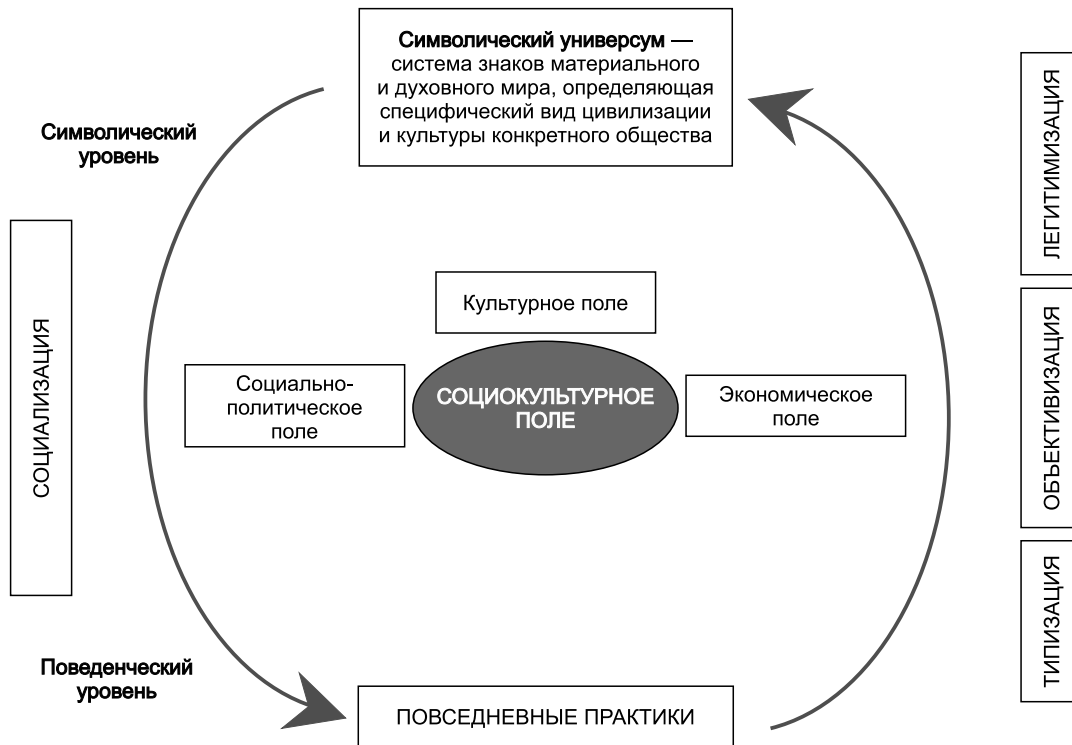 Символический универсум —
система знаков материального
и духовного мира, определяющая
специфический вид цивилизации
и культуры конкретного общества
Символический
уровень
ЛЕГИТИМИЗАЦИЯ
СОЦИАЛИЗАЦИЯ
Культурное поле
Социально-
политическое
поле
СОЦИОКУЛЬТУРНОЕ
ПОЛЕ
Экономическое
поле
ОБЪЕКТИВИЗАЦИЯ
ТИПИЗАЦИЯ
Поведенческий
уровень
ПОВСЕДНЕВНЫЕ ПРАКТИКИ